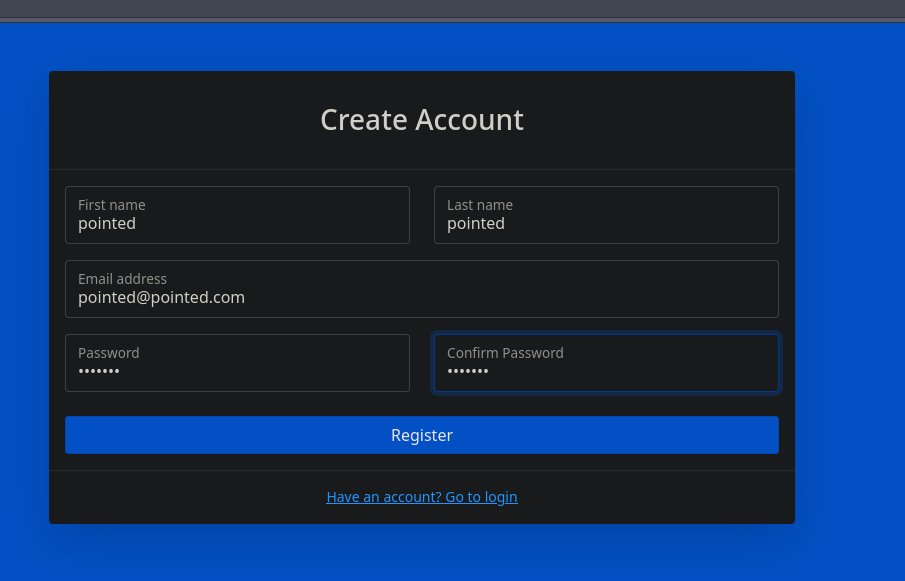 Create Account
First name
pointed
Last name
pointed
Email address
pointed@pointed.com
Password
•••••••
Confirm Password
•••••••
Register
Have an account? Go to login